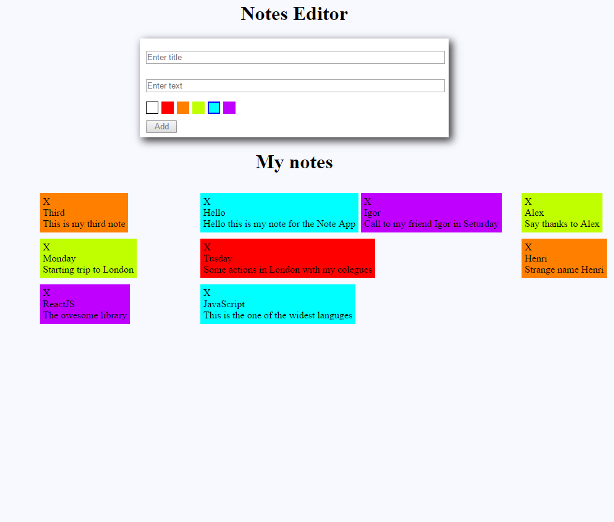 Notes Editor
Enter title
Enter text
Add
My notes
X
Third
This is my third note
X
Hello
Hello this is my note for the Note App
X
Igor
Call to my friend Igor in Seturday
X
Alex
Say thanks to Alex
X
Monday
Starting trip to London
X
Tusday
Some actions in London with my colegues
X
Henri
Strange name Henri
X
ReactJS
The owesome library
X
JavaScript
This is the one of the widest languges